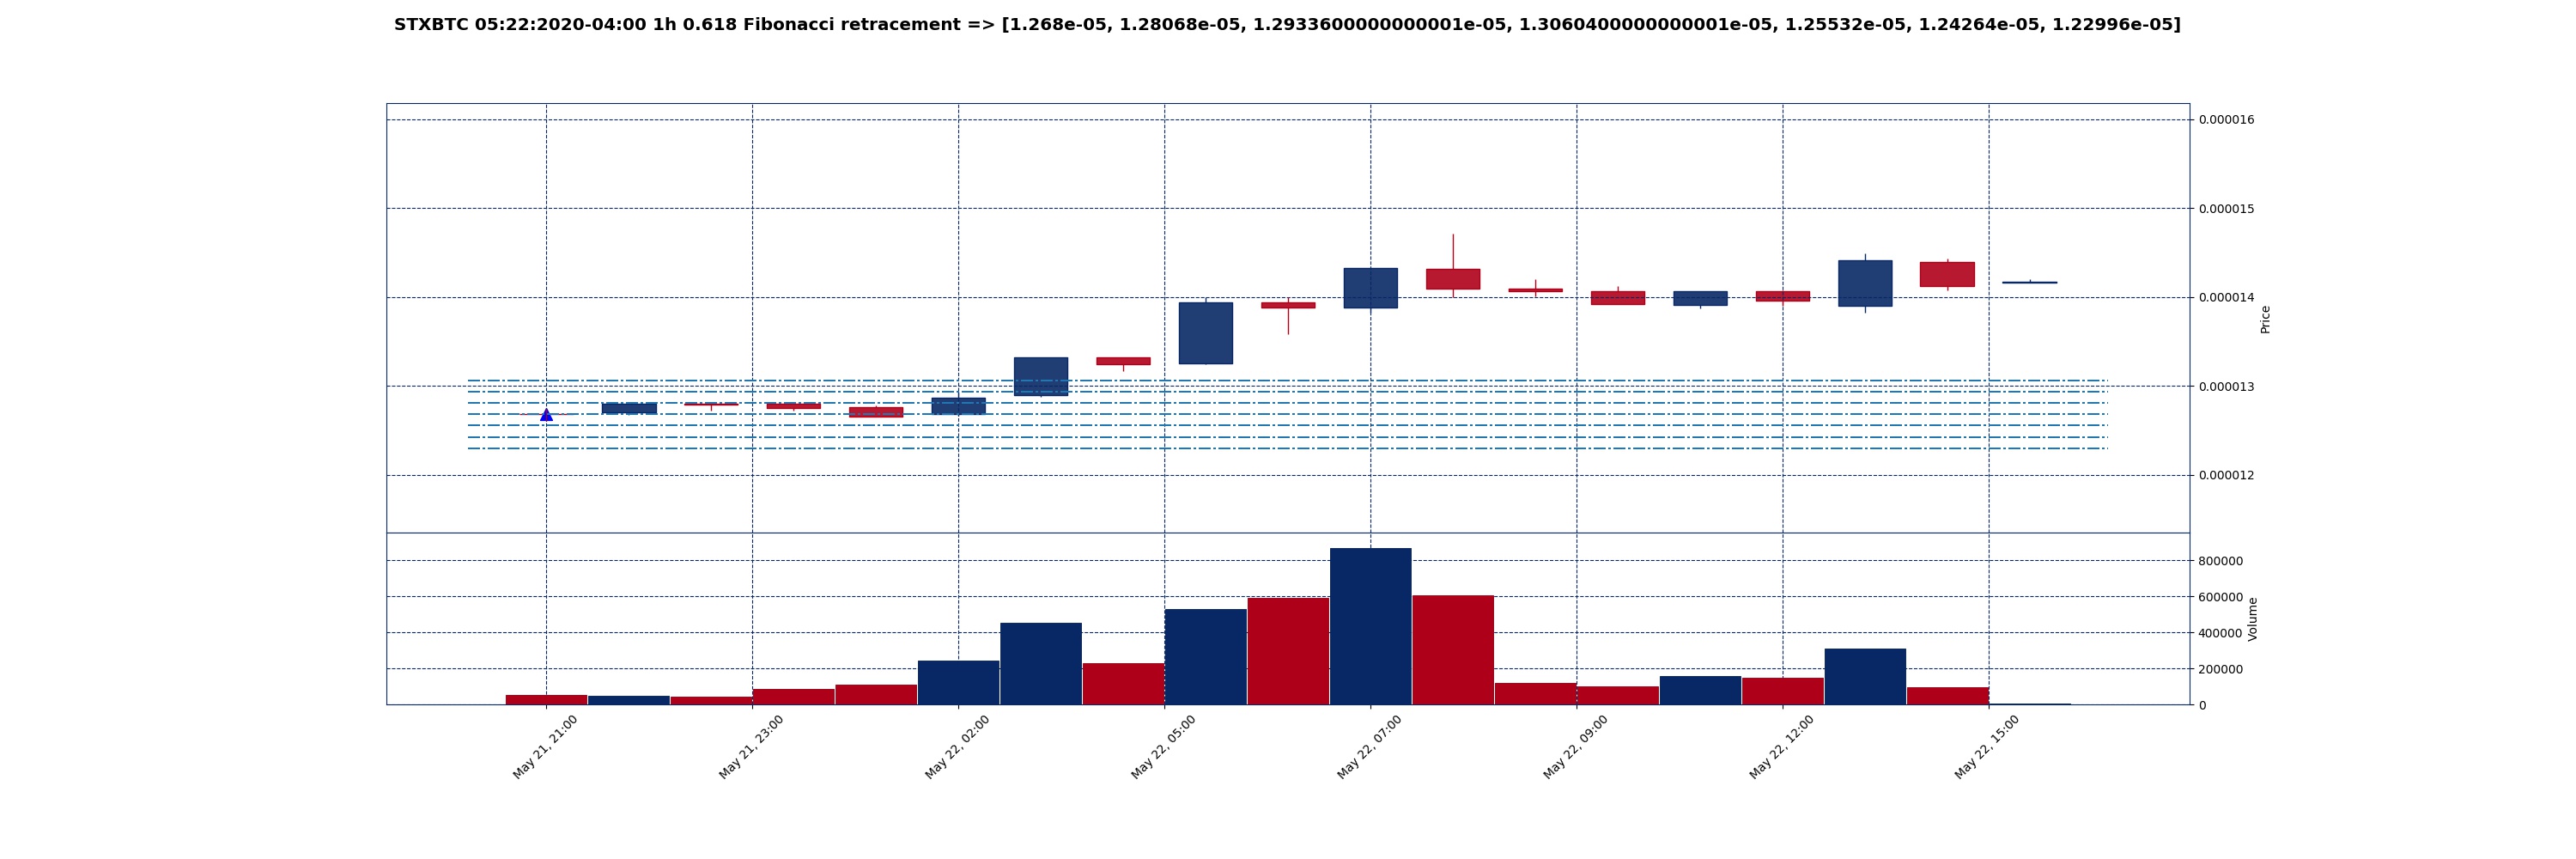 STXBTC 05:22:2020-04:00 1h 0.618 Fibonacci retracement => [1.268e-05, 1.28068e-05, 1.2933600000000001e-05, 1.3060400000000001e-05, 1.25532e-05, 1.24264e-05, 1.22996e-05]
0.000016
0.000015
0.000014
Price
0.000013
0.000012
800000
600000
Volume
400000
200000
0
May 21, 21:00
May 21, 23:00
May 22, 02:00
May 22, 05:00
May 22, 07:00
May 22, 09:00
May 22, 12:00
May 22, 15:00